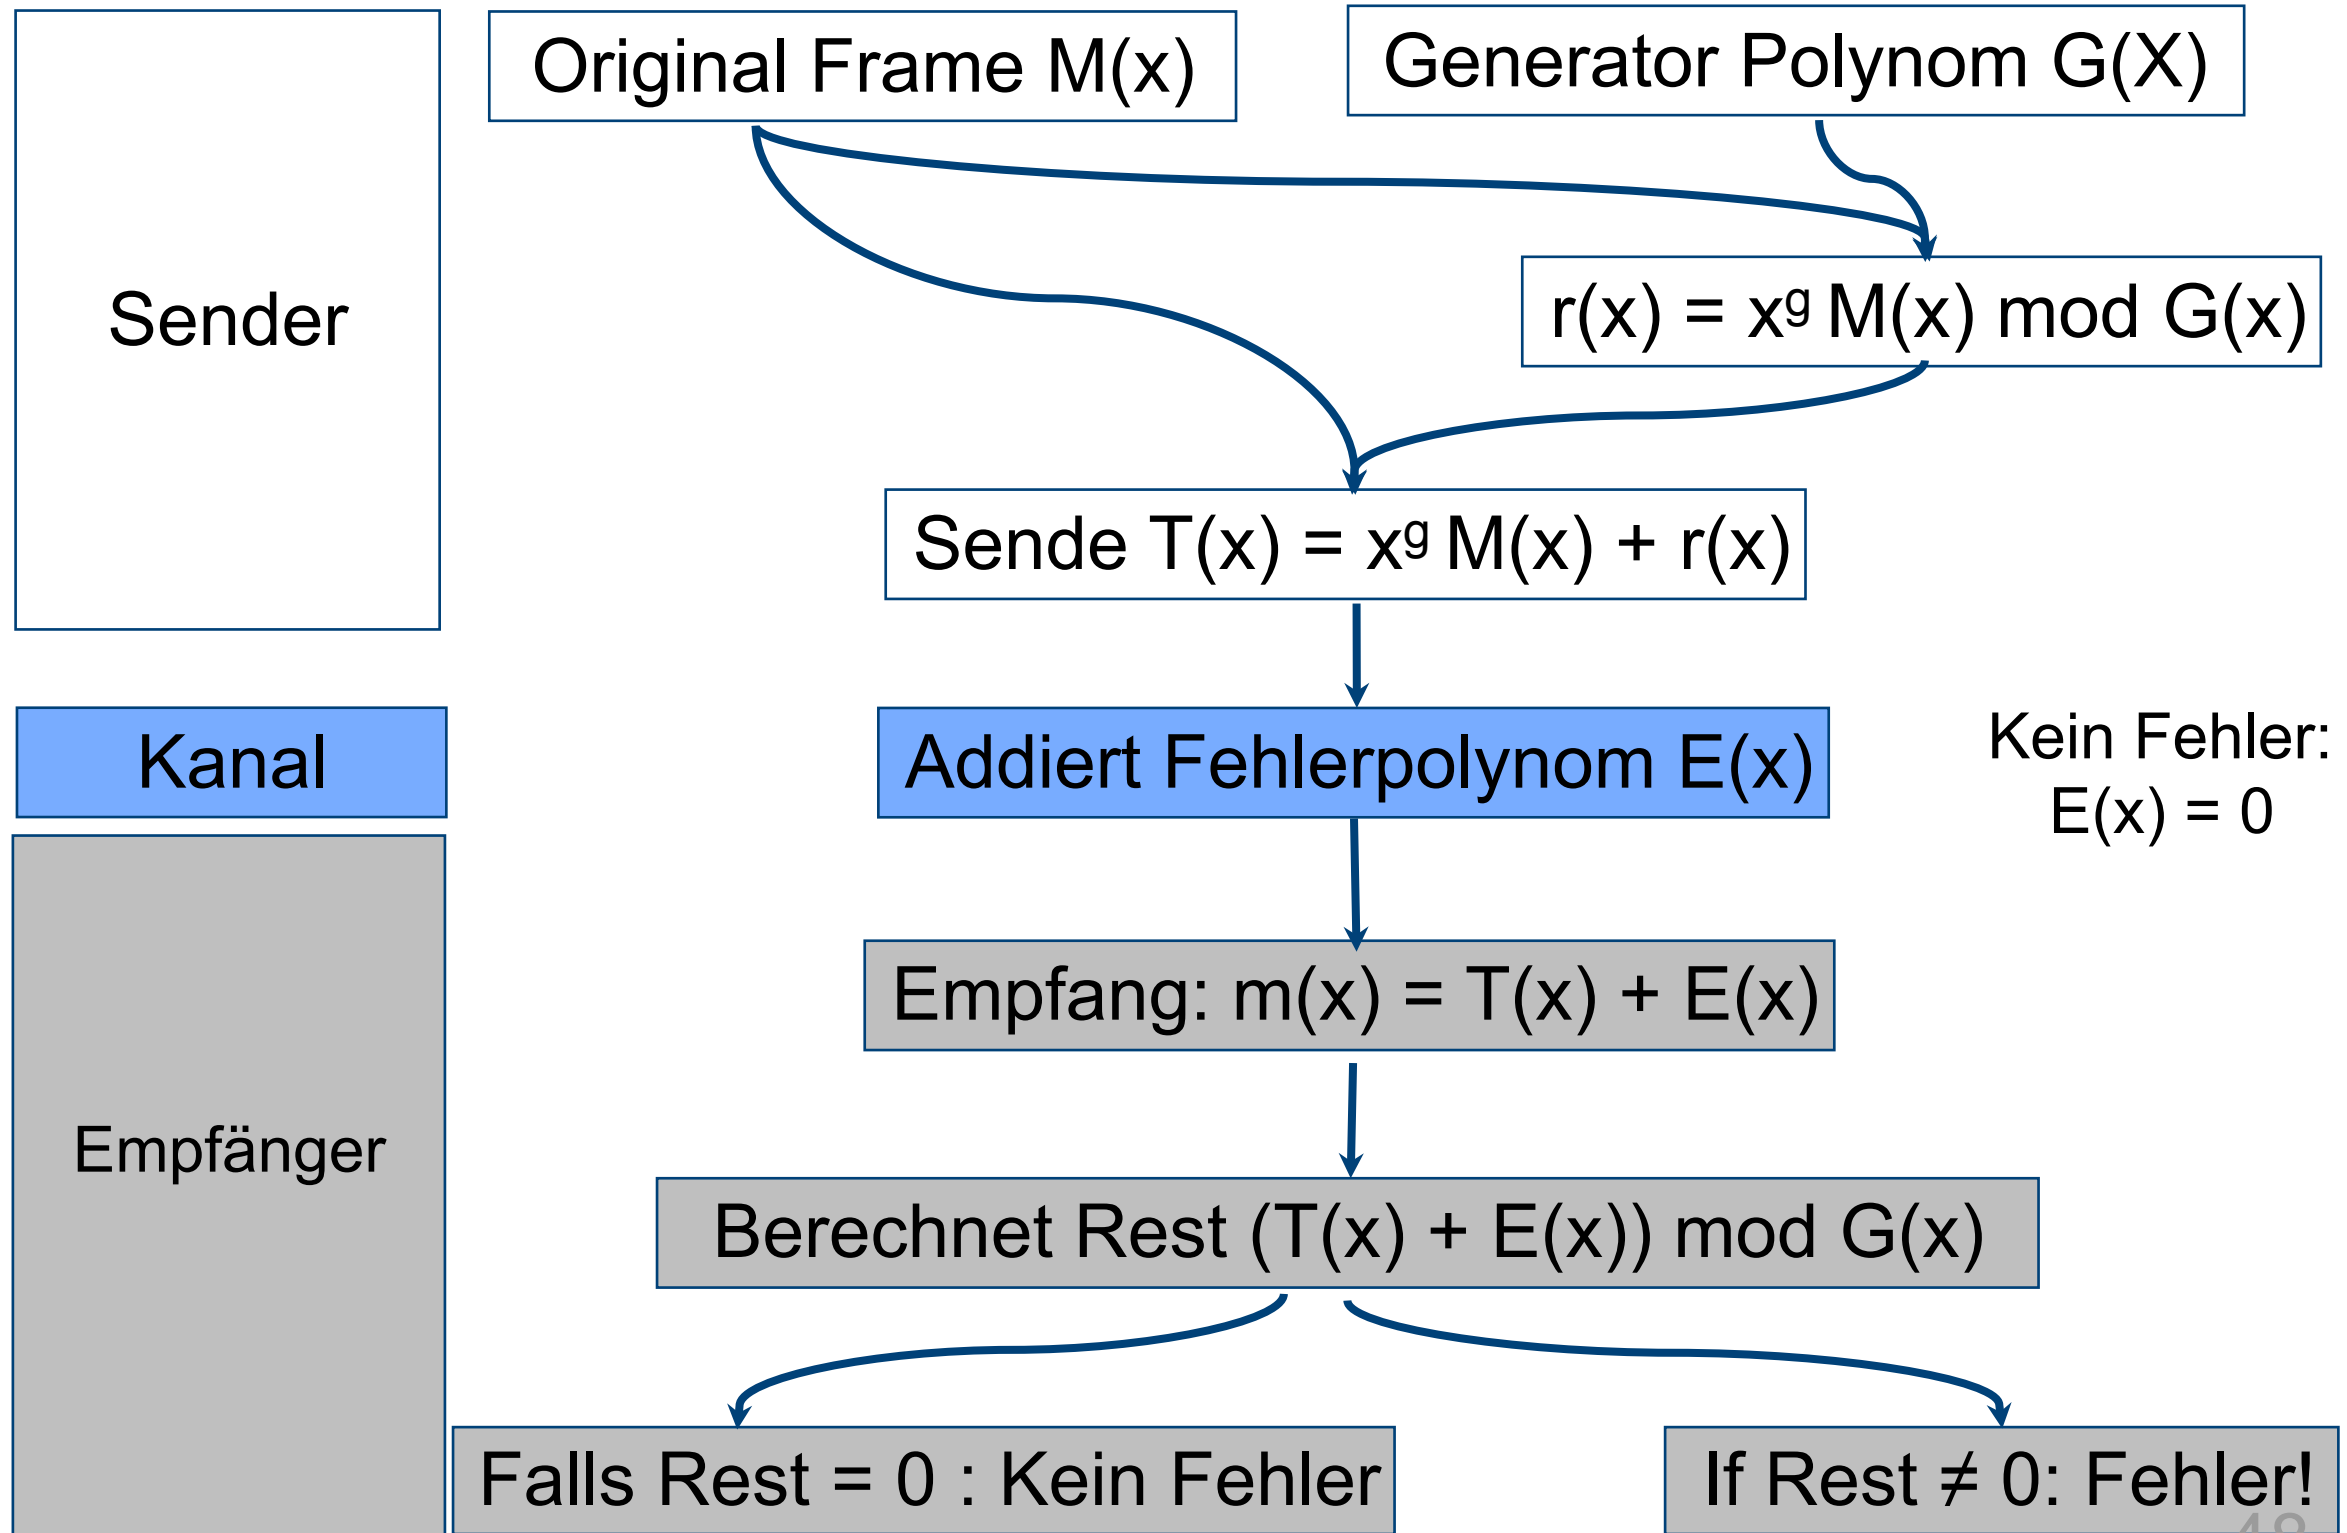 Original Frame M(x)
Generator Polynom G(X)
Sender
r(x) = xᵍ M(x) mod G(x)
Sende T(x) = xᵍ M(x) + r(x)
Kanal
Addiert Fehlerpolynom E(x)
Kein Fehler:
E(x) = 0
Empfang: m(x) = T(x) + E(x)
Empfänger
Berechnet Rest (T(x) + E(x)) mod G(x)
Falls Rest = 0 : Kein Fehler
If Rest ≠ 0: Fehler!